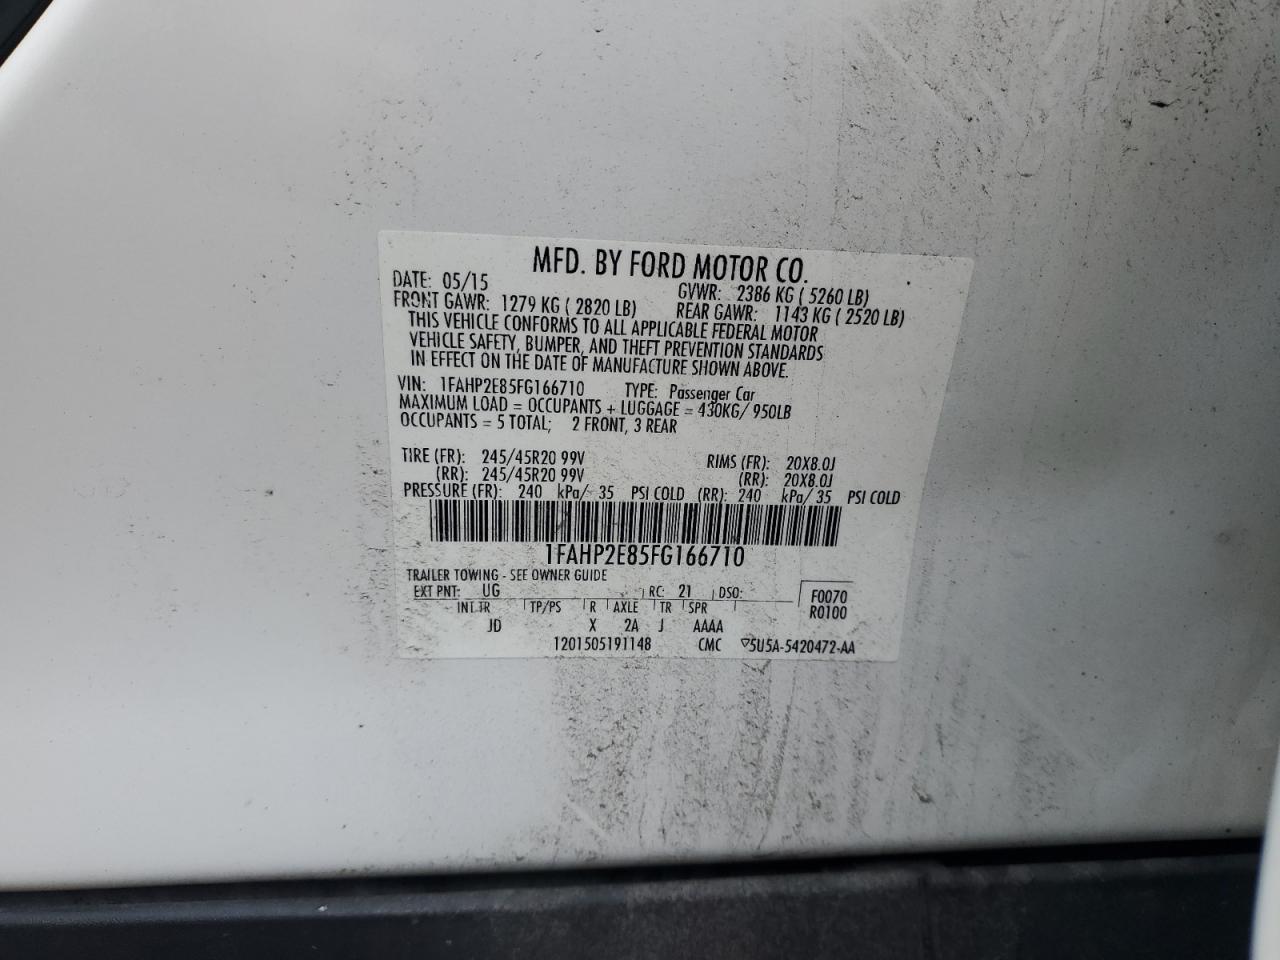 MFD. BY FORD MOTOR CO.
DATE: 05/15 GVWR: 2386 KG ( 5260 LB)
FRONT GAWR: 1279 KG ( 2820 LB) REAR GAWR: 1143 KG ( 2520 LB)
THIS VEHICLE CONFORMS TO ALL APPLICABLE FEDERAL MOTOR
VEHICLE SAFETY, BUMPER, AND THEFT PREVENTION STANDARDS
IN EFFECT ON THE DATE OF MANUFACTURE SHOWN ABOVE.
VIN: 1FAHP2E85FG166710 TYPE: Passenger Car
MAXIMUM LOAD = OCCUPANTS + LUGGAGE = 430KG/ 950LB
OCCUPANTS = 5 TOTAL; 2 FRONT, 3 REAR
TIRE (FR): 245/45R20 99V RIMS (FR): 20X8.0J
(RR): 245/45R20 99V (RR): 20X8.0J
PRESSURE (FR): 240 kPa/ 35 PSI COLD (RR): 240 kPa/ 35 PSI COLD
1FAHP2E85FG166710
TRAILER TOWING - SEE OWNER GUIDE
EXT PNT: UG RC: 21 DSO: F0070
INT TR TP/PS R AXLE TR SPR R0100
JD X 2A J AAAA
1201505191148 CMC ▽5U5A-5420472-AA